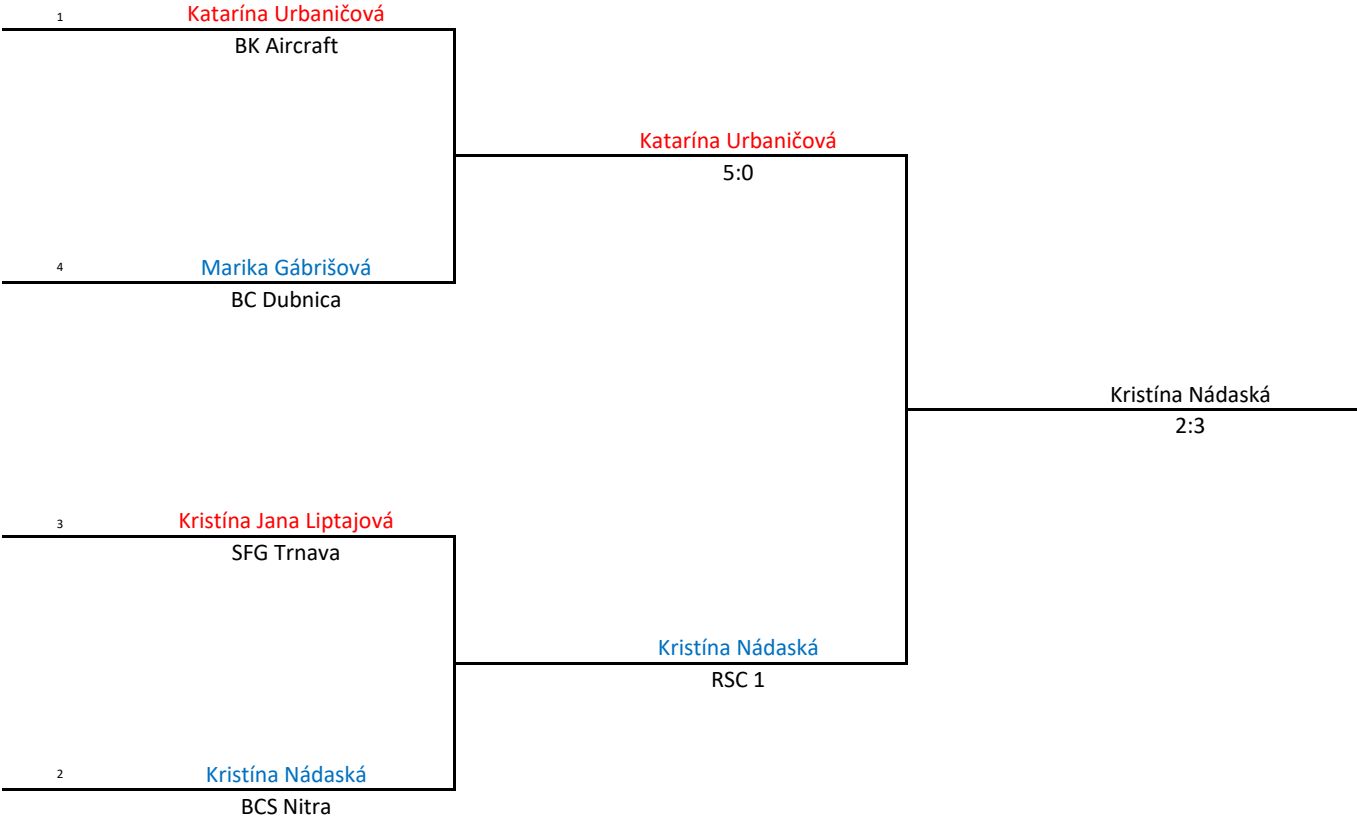 1 Katarína Urbaničová
BK Aircraft
Katarína Urbaničová
5:0
4 Marika Gábrišová
BC Dubnica
Kristína Nádaská
2:3
3 Kristína Jana Liptajová
SFG Trnava
Kristína Nádaská
RSC 1
2 Kristína Nádaská
BCS Nitra